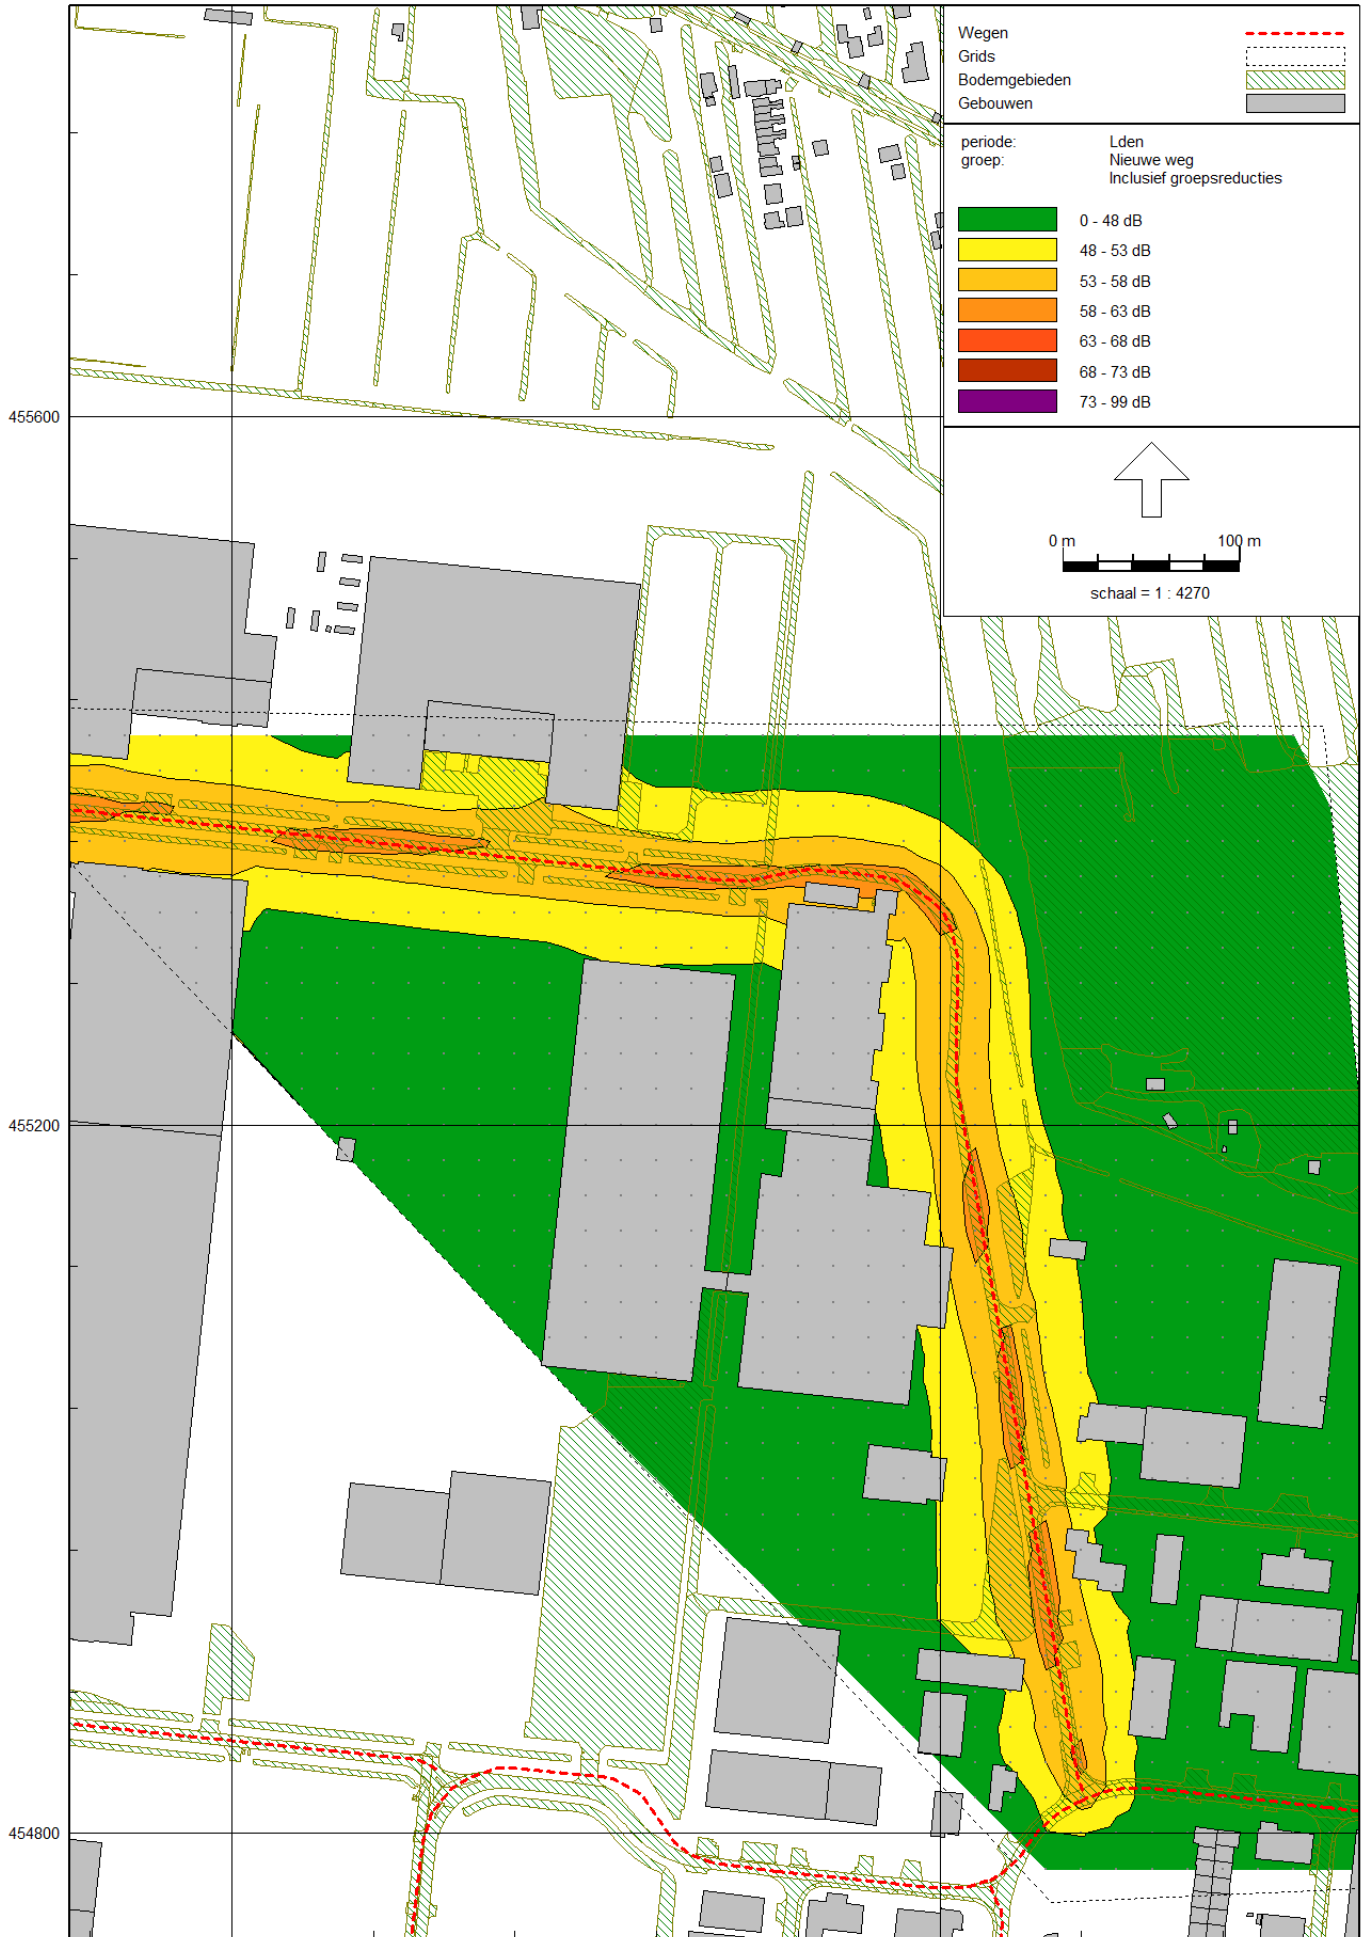 Wegen
Grids
Bodemgebieden
Gebouwen
periode: Lden
groep: Nieuwe weg
Inclusief groepsreducties
0 - 48 dB
48 - 53 dB
53 - 58 dB
58 - 63 dB
63 - 68 dB
68 - 73 dB
73 - 99 dB
455600
0 m 100 m
schaal = 1 : 4270
455200
454800